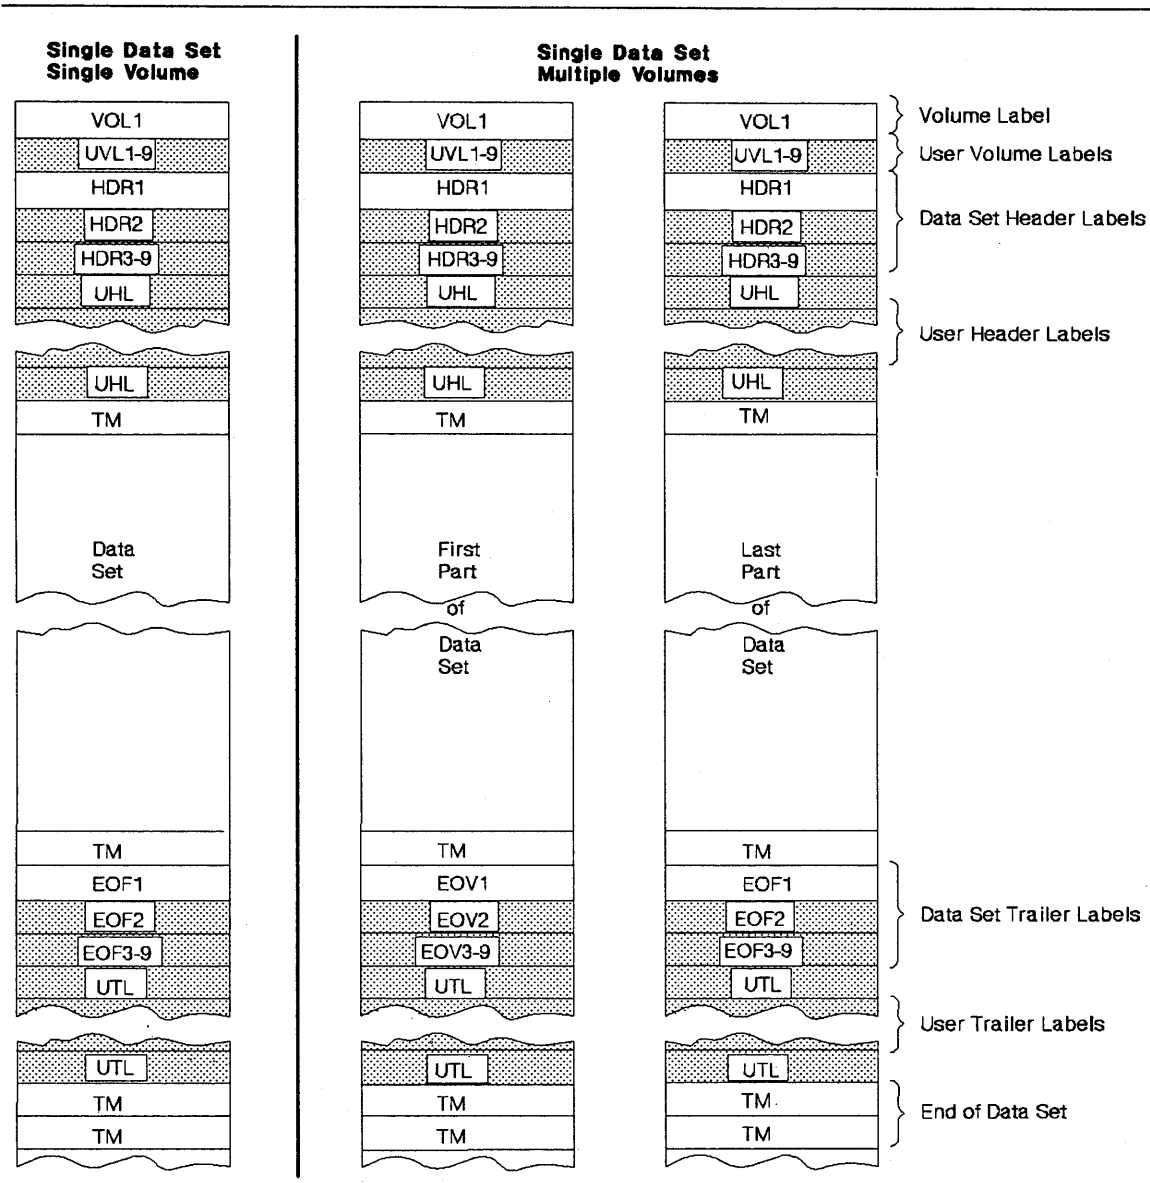 Single Data Set
Single Volume
Single Data Set
Multiple Volumes
VOL1
UVL1-9
HDR1
HDR2
HDR3-9
UHL
UHL
TM
Data
Set
TM
EOF1
EOF2
EOF3-9
UTL
UTL
TM
TM
VOL1
UVL1-9
HDR1
HDR2
HDR3-9
UHL
UHL
TM
First
Part
of
Data
Set
TM
EOV1
EOV2
EOV3-9
UTL
UTL
TM
TM
VOL1
UVL1-9
HDR1
HDR2
HDR3-9
UHL
UHL
TM
Last
Part
of
Data
Set
TM
EOF1
EOF2
EOF3-9
UTL
UTL
TM
TM
Volume Label
User Volume Labels
Data Set Header Labels
User Header Labels
Data Set Trailer Labels
User Trailer Labels
End of Data Set